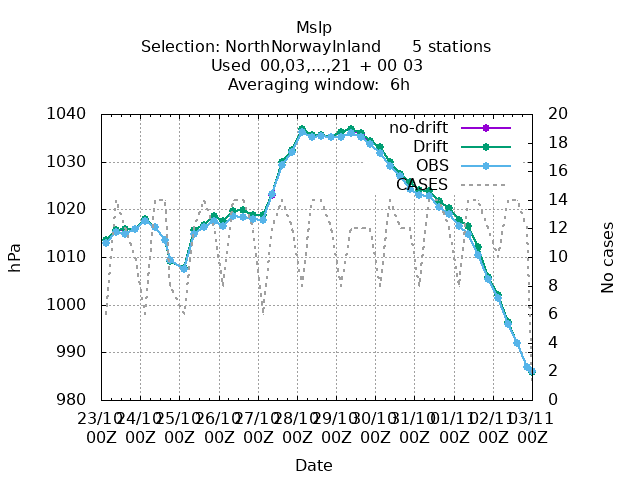 Mslp
Selection: NorthNorwayInland 5 stations
Used 00,03,...,21 + 00 03
Averaging window: 6h
1040
1030
1020
1010
1000
990
980
hPa
20
18
16
14
12
10
8
6
4
2
0
No cases
no-drift
Drift
OBS
CASES
23/10 24/10 25/10 26/10 27/10 28/10 29/10 30/10 31/10 01/11 02/11 03/11
00Z 00Z 00Z 00Z 00Z 00Z 00Z 00Z 00Z 00Z 00Z 00Z
Date